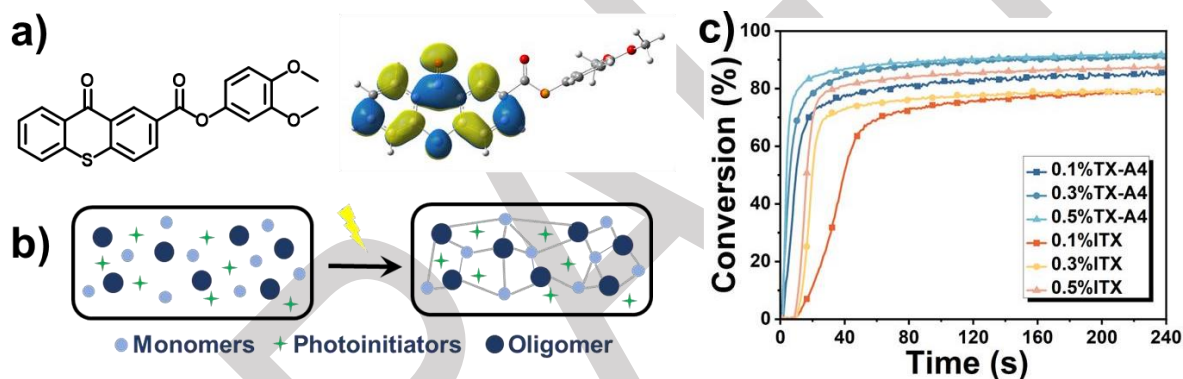 a)
O
O
O
O
O
S
b)
Monomers Photoinitiators Oligomer
c)
Conversion (%)
100
80
60
40
20
0
0 40 80 120 160 200 240
Time (s)
0.1%TX-A4
0.3%TX-A4
0.5%TX-A4
0.1%ITX
0.3%ITX
0.5%ITX